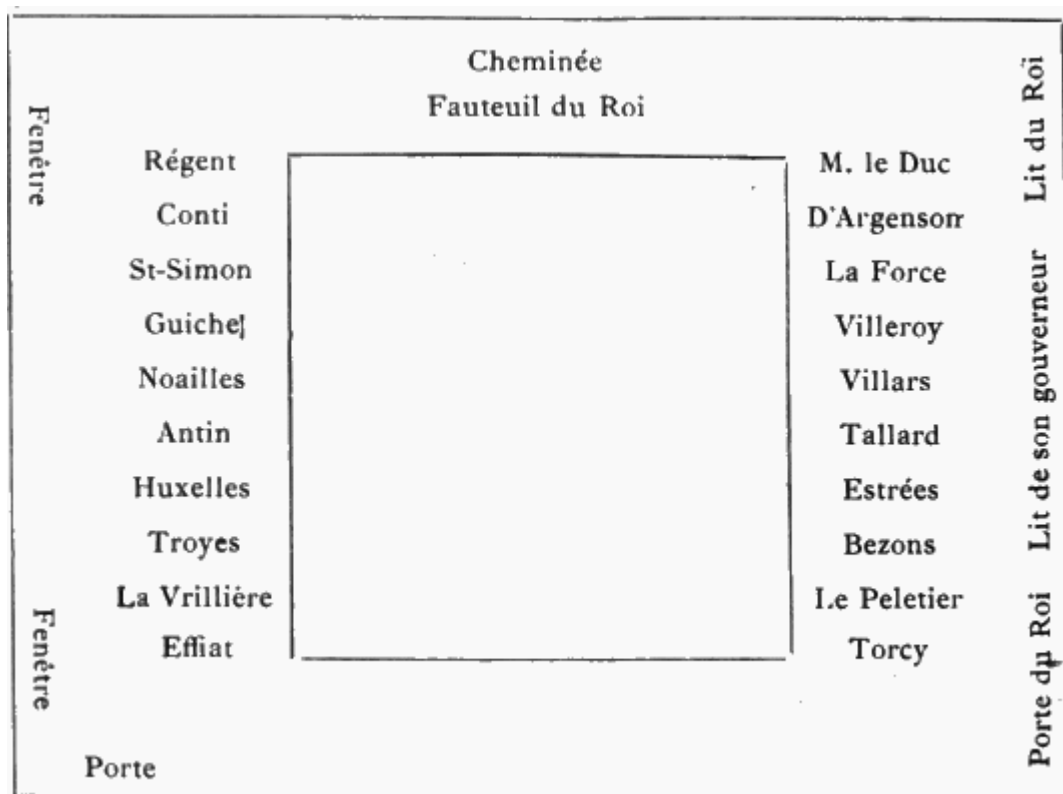 Cheminée
Fauteuil du Roi
Fenêtre
Fenêtre
Régent
Conti
St-Simon
Guiche
Noailles
Antin
Huxelles
Troyes
La Vrillière
Effiat
M. le Duc
D'Argenson
La Force
Villeroy
Villars
Tallard
Estrées
Bezons
Le Peletier
Torcy
Lit du Roi
Lit de son gouverneur
Porte du Roi
Porte